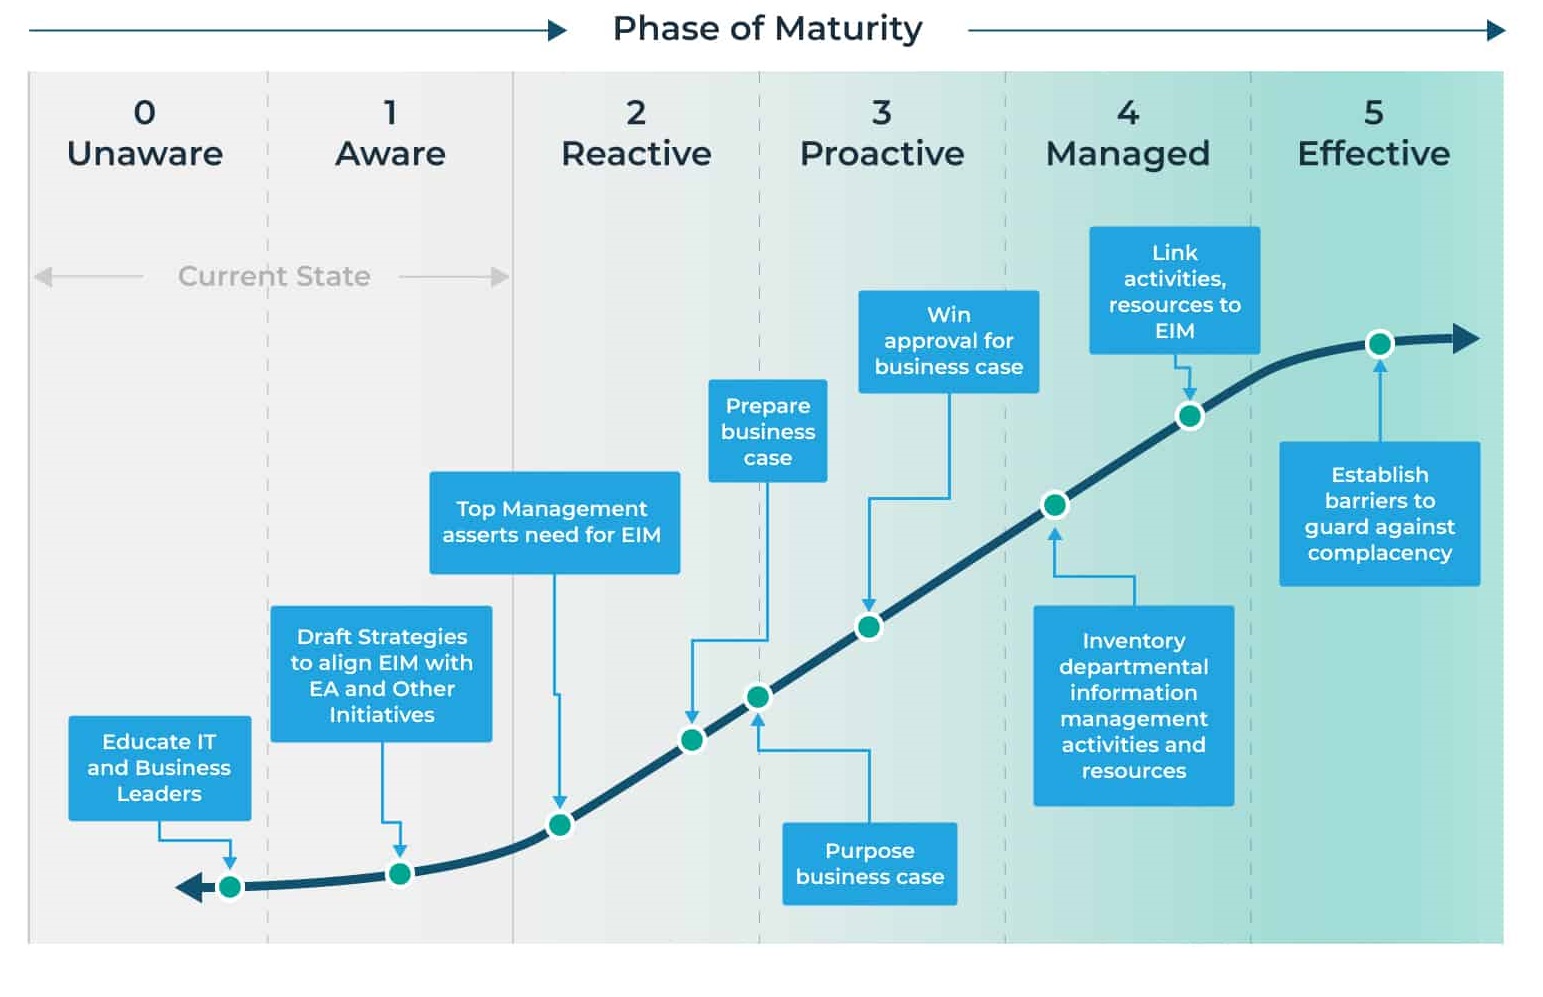 Phase of Maturity
0
Unaware
1
Aware
2
Reactive
3
Proactive
4
Managed
5
Effective
Current State
Educate IT
and Business
Leaders
Draft Strategies
to align EIM with
EA and Other
Initiatives
Top Management
asserts need for EIM
Prepare
business
case
Purpose
business case
Win
approval for
business case
Inventory
departmental
information
management
activities and
resources
Link
activities,
resources to
EIM
Establish
barriers to
guard against
complacency